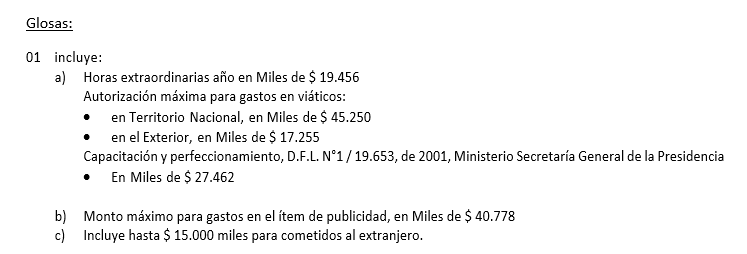 Glosas:
01 incluye:
a) Horas extraordinarias año en Miles de $ 19.456
Autorización máxima para gastos en viáticos:
• en Territorio Nacional, en Miles de $ 45.250
• en el Exterior, en Miles de $ 17.255
Capacitación y perfeccionamiento, D.F.L. N°1 / 19.653, de 2001, Ministerio Secretaría General de la Presidencia
• En Miles de $ 27.462
b) Monto máximo para gastos en el ítem de publicidad, en Miles de $ 40.778
c) Incluye hasta $ 15.000 miles para cometidos al extranjero.